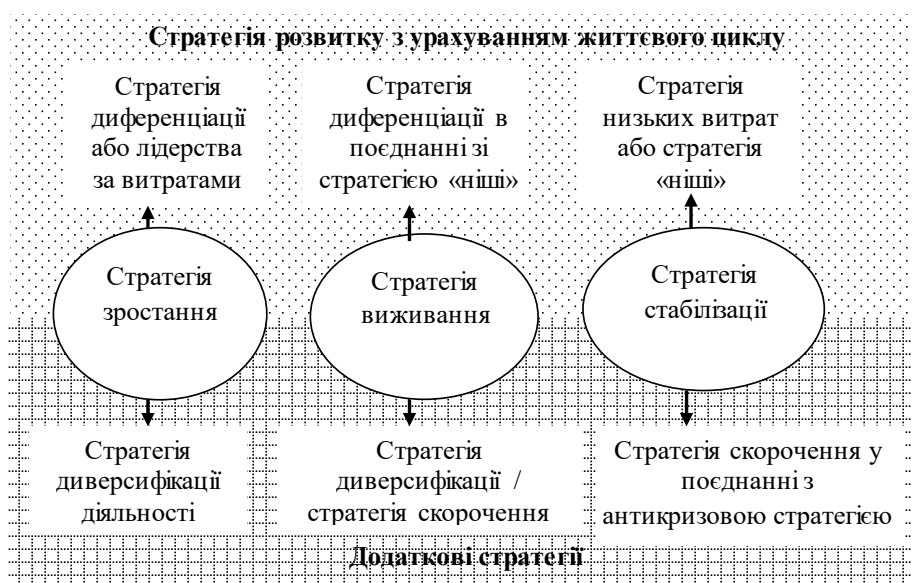 Стратегія розвитку з урахуванням життєвого циклу
Стратегія
диференціації
або лідерства
за витратами
Стратегія
диференціації в
поєднанні зі
стратегією «ніші»
Стратегія
низьких витрат
або стратегія
«ніші»
Стратегія
зростання
Стратегія
виживання
Стратегія
стабілізації
Стратегія
диверсифікації
діяльності
Стратегія
диверсифікації /
стратегія скорочення
Стратегія скорочення у
поєднанні з
антикризовою стратегією
Додаткові стратегії